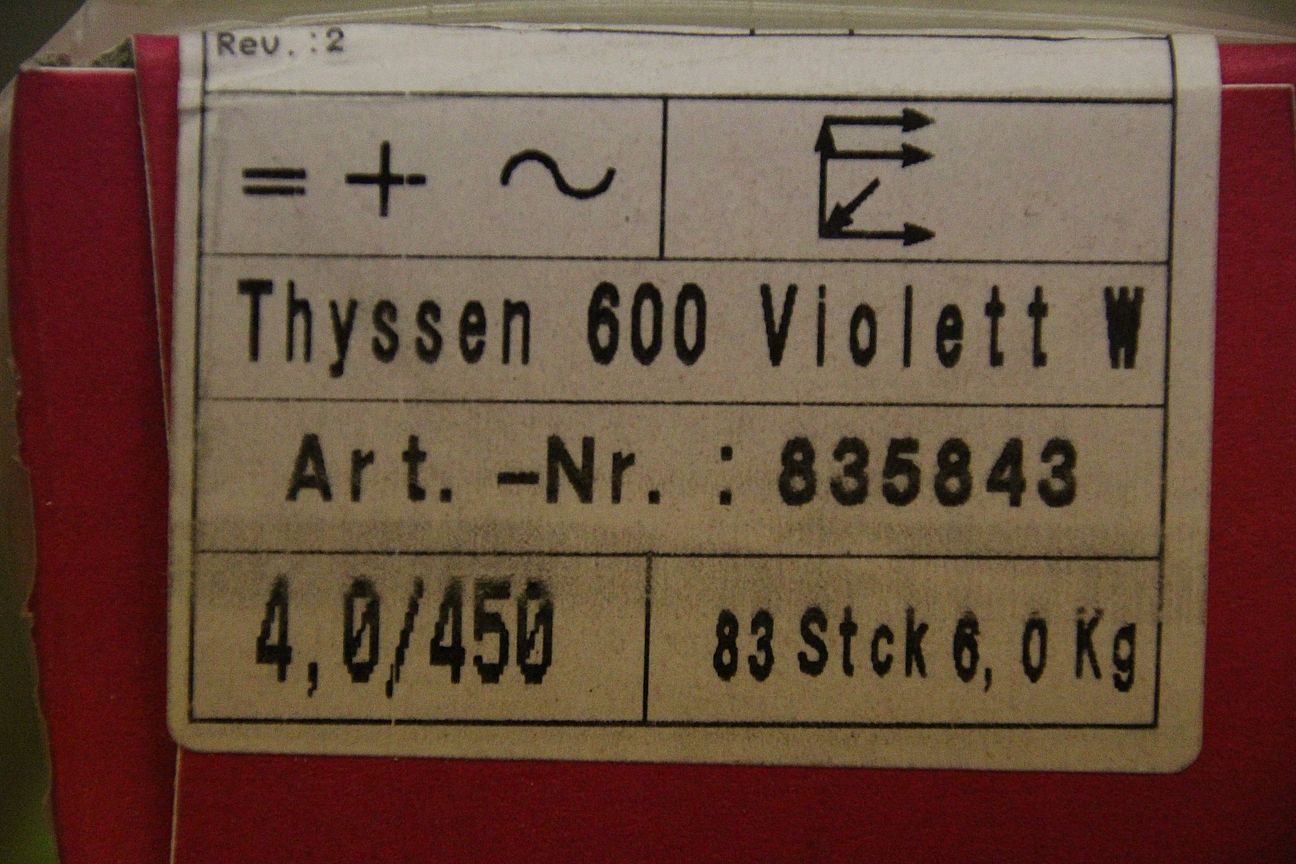 Rev. :2
= + ~
Thyssen 600 Violett W
Art. -Nr. : 835843
4,0/450
83 Stck 6,0 Kg